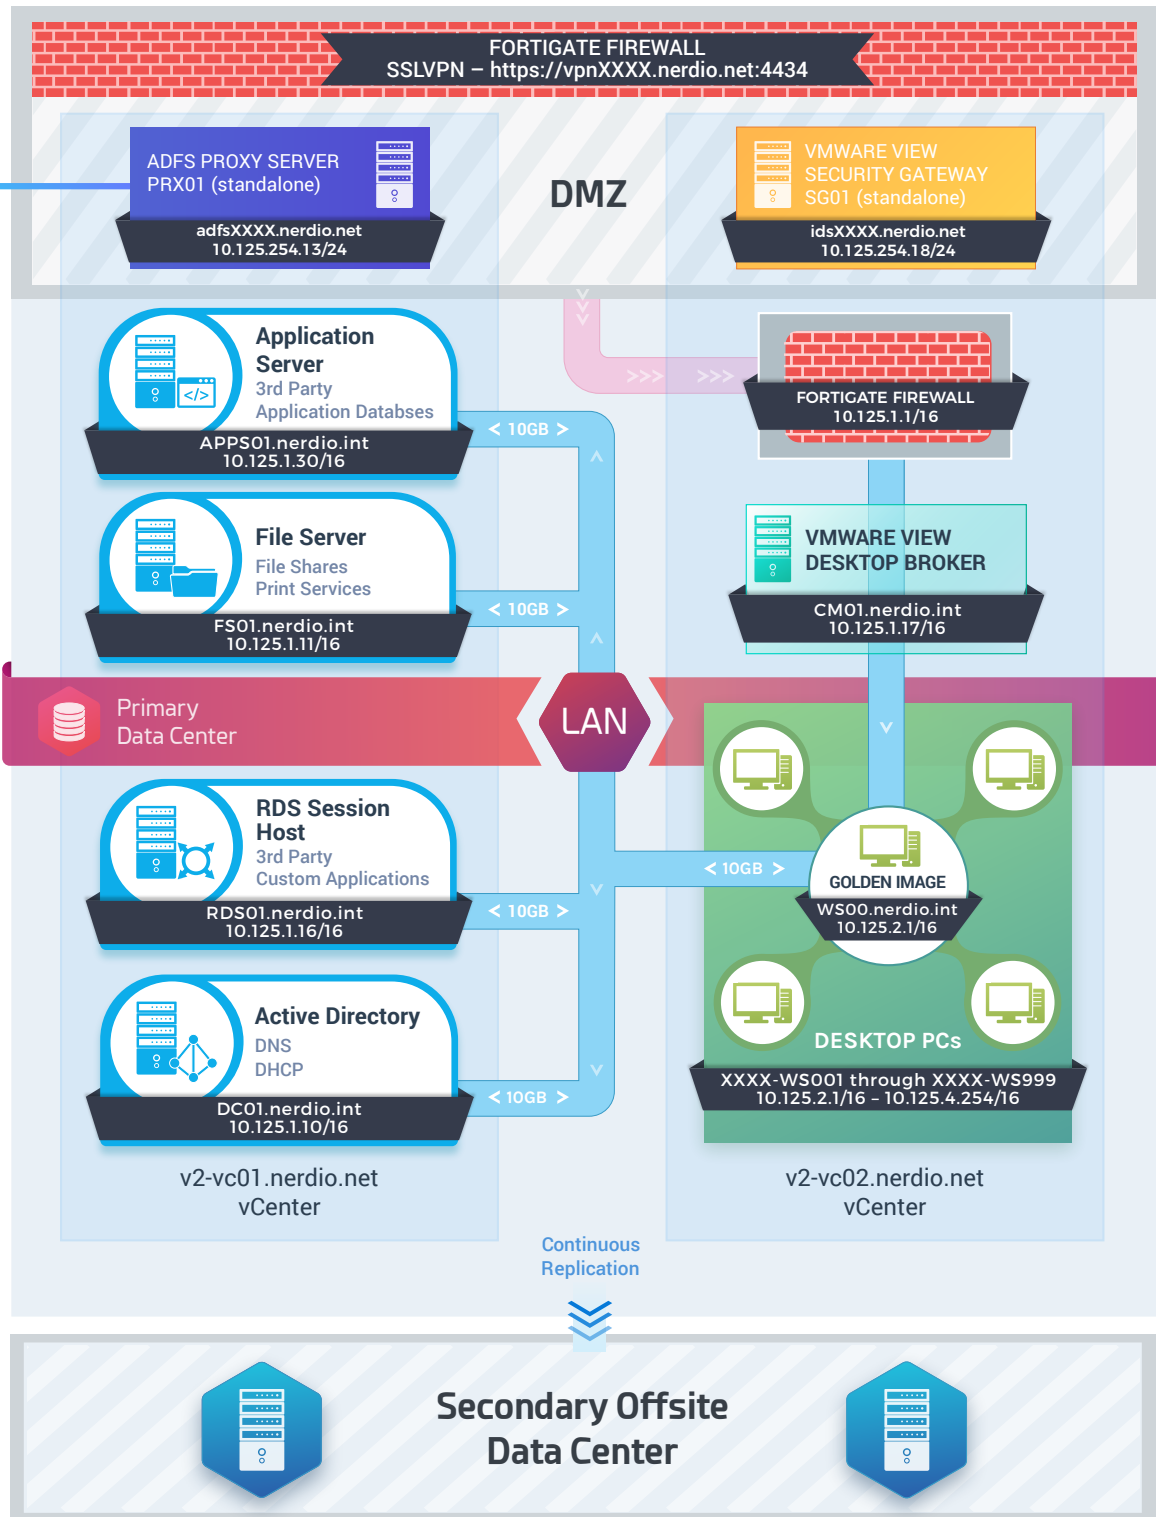 FORTIGATE FIREWALL
SSLVPN – https://vpnXXXX.nerdio.net:4434
ADFS PROXY SERVER
PRX01 (standalone)
adfsXXXX.nerdio.net
10.125.254.13/24
DMZ
VMWARE VIEW
SECURITY GATEWAY
SG01 (standalone)
idsXXXX.nerdio.net
10.125.254.18/24
Application
Server
3rd Party
Application Databses
APPS01.nerdio.int
10.125.1.30/16
< 10GB >
FORTIGATE FIREWALL
10.125.1.1/16
File Server
File Shares
Print Services
FS01.nerdio.int
10.125.1.11/16
< 10GB >
VMWARE VIEW
DESKTOP BROKER
CM01.nerdio.int
10.125.1.17/16
Primary
Data Center
LAN
RDS Session
Host
3rd Party
Custom Applications
RDS01.nerdio.int
10.125.1.16/16
< 10GB >
< 10GB >
GOLDEN IMAGE
WS00.nerdio.int
10.125.2.1/16
Active Directory
DNS
DHCP
DC01.nerdio.int
10.125.1.10/16
< 10GB >
DESKTOP PCs
XXXX-WS001 through XXXX-WS999
10.125.2.1/16 – 10.125.4.254/16
v2-vc01.nerdio.net
vCenter
v2-vc02.nerdio.net
vCenter
Continuous
Replication
Secondary Offsite
Data Center